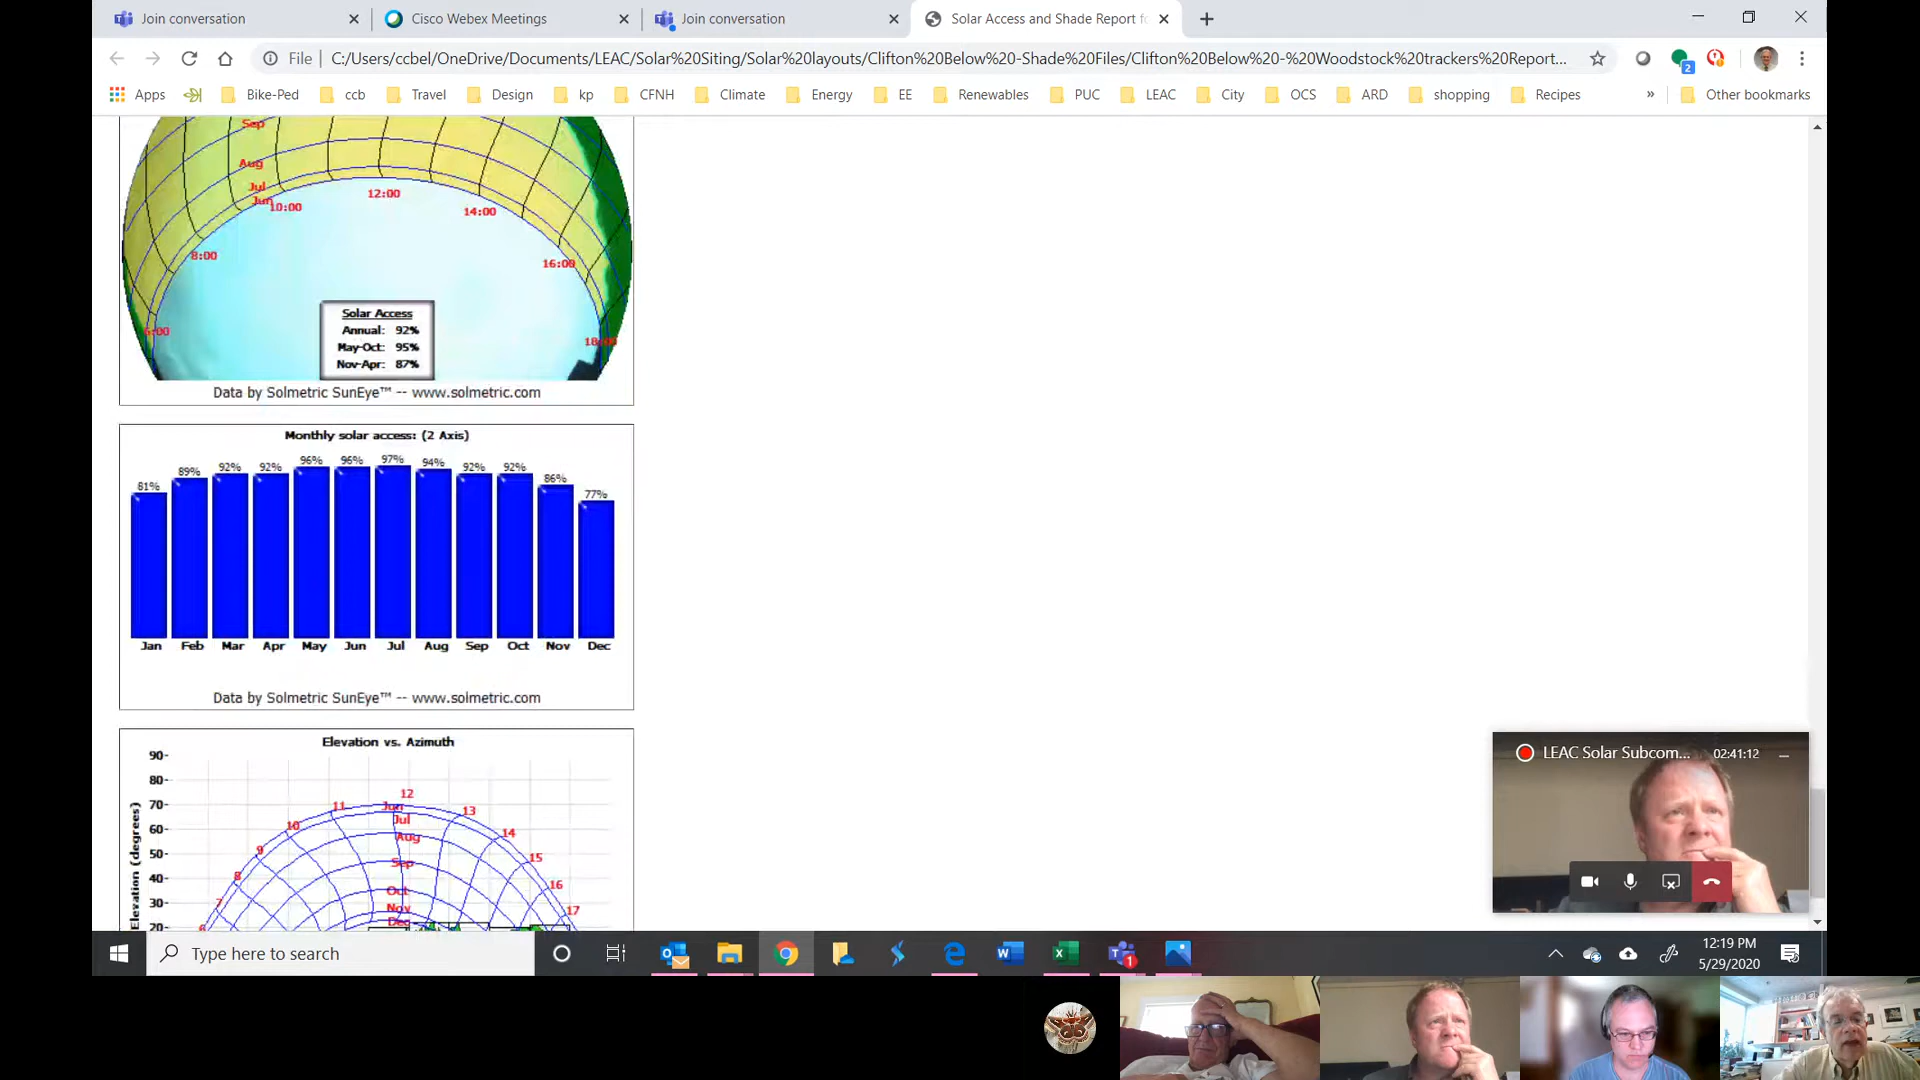 Join conversation
Cisco Webex Meetings
Join conversation
Solar Access and Shade Report fo
File
C:/Users/ccbel/OneDrive/Documents/LEAC/Solar%20Siting/Solar%20layouts/Clifton%20Below%20-Shade%20Files/Clifton%20Below%20-%20Woodstock%20trackers%20Report...
2
Apps
Bike-Ped
ccb
Travel
Design
kp
CFNH
Climate
Energy
EE
Renewables
PUC
LEAC
City
OCS
ARD
shopping
Recipes
»
Other bookmarks
Sep
Aug
Jul
Jun
10:00
12:00
14:00
8:00
16:00
6:00
18:00
Solar Access
Annual: 92%
May-Oct: 95%
Nov-Apr: 87%
Data by Solmetric SunEye™ -- www.solmetric.com
Monthly solar access: (2 Axis)
81% 89% 92% 92% 96% 96% 97% 94% 92% 92% 86% 77%
Jan Feb Mar Apr May Jun Jul Aug Sep Oct Nov Dec
Data by Solmetric SunEye™ -- www.solmetric.com
Elevation vs. Azimuth
Elevation (degrees)
90-
80-
70-
60-
50-
40-
30-
20-
6 7 8 9 10 11 12 13 14 15 16 17
Jun
Jul
Aug
Sep
Oct
Nov
Dec
LEAC Solar Subcom...
02:41:12
Type here to search
1
12:19 PM
5/29/2020